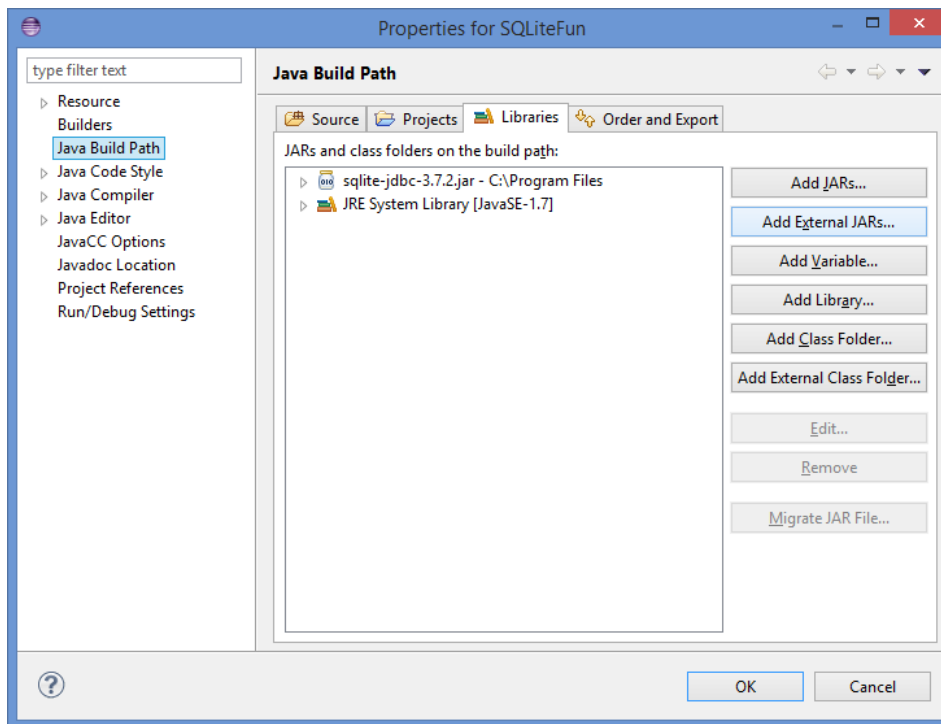 Properties for SQLiteFun
type filter text
Resource
Builders
Java Build Path
Java Code Style
Java Compiler
Java Editor
JavaCC Options
Javadoc Location
Project References
Run/Debug Settings
Java Build Path
Source Projects Libraries Order and Export
JARs and class folders on the build path:
sqlite-jdbc-3.7.2.jar - C:\Program Files
JRE System Library [JavaSE-1.7]
Add JARs...
Add External JARs...
Add Variable...
Add Library...
Add Class Folder...
Add External Class Folder...
Edit...
Remove
Migrate JAR File...
?
OK Cancel